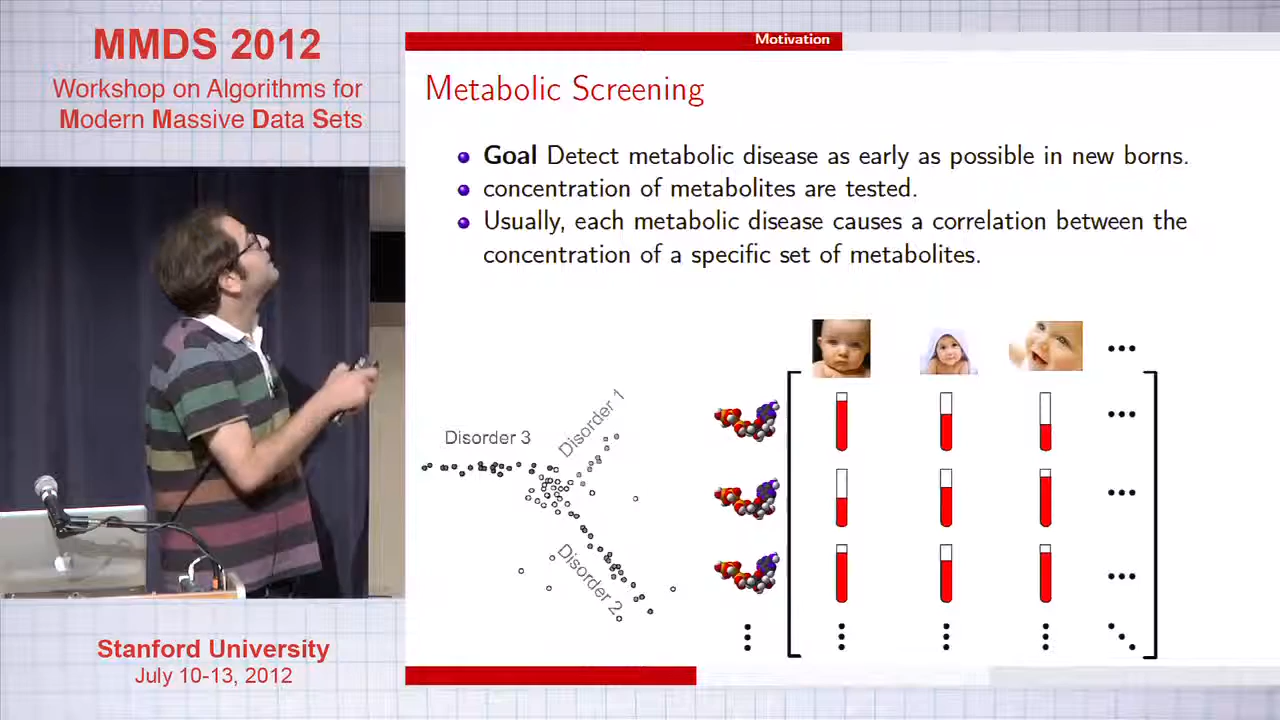 MMDS 2012
Workshop on Algorithms for
Modern Massive Data Sets
Motivation
Metabolic Screening
Goal Detect metabolic disease as early as possible in new borns.
concentration of metabolites are tested.
Usually, each metabolic disease causes a correlation between the
concentration of a specific set of metabolites.
Disorder 3
Disorder 1
Disorder 2
Stanford University
July 10-13, 2012